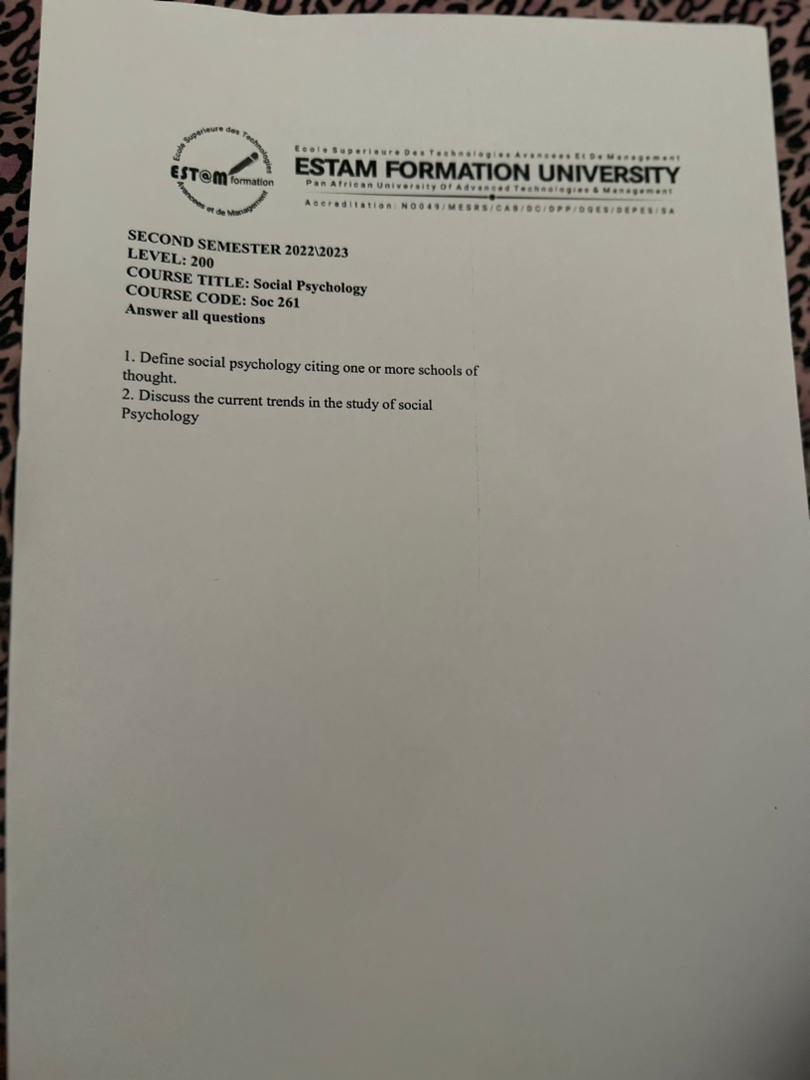 Ecole Superieure des Technologies
EST@M formation
Avancees et de Management
Ecole Superieure Des Technologies Avancees Et De Management
ESTAM FORMATION UNIVERSITY
Pan African University Of Advanced Technologies & Management
Accreditation: N0049/MESRS/CAB/DC/DPP/DGES/DEPES/SA
SECOND SEMESTER 2022\2023
LEVEL: 200
COURSE TITLE: Social Psychology
COURSE CODE: Soc 261
Answer all questions
1. Define social psychology citing one or more schools of
thought.
2. Discuss the current trends in the study of social
Psychology